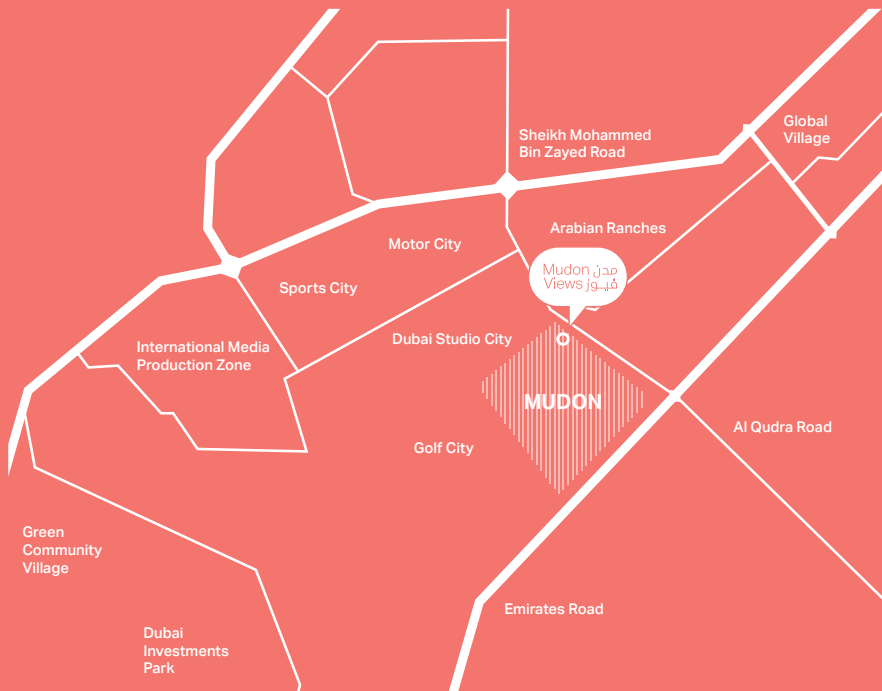 Global
Village
Sheikh Mohammed
Bin Zayed Road
Arabian Ranches
Motor City
Mudon مدن
Views ڤيـوز
Sports City
Dubai Studio City
International Media
Production Zone
MUDON
Al Qudra Road
Golf City
Green
Community
Village
Emirates Road
Dubai
Investments
Park